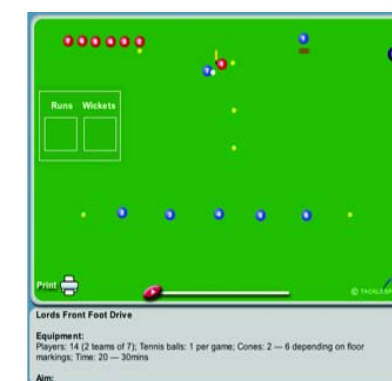 Runs Wickets
Print
© TACKLESP
Lords Front Foot Drive
Equipment:
Players: 14 (2 teams of 7); Tennis balls: 1 per game; Cones: 2 — 6 depending on floor
markings; Time: 20 — 30mins
Aim: